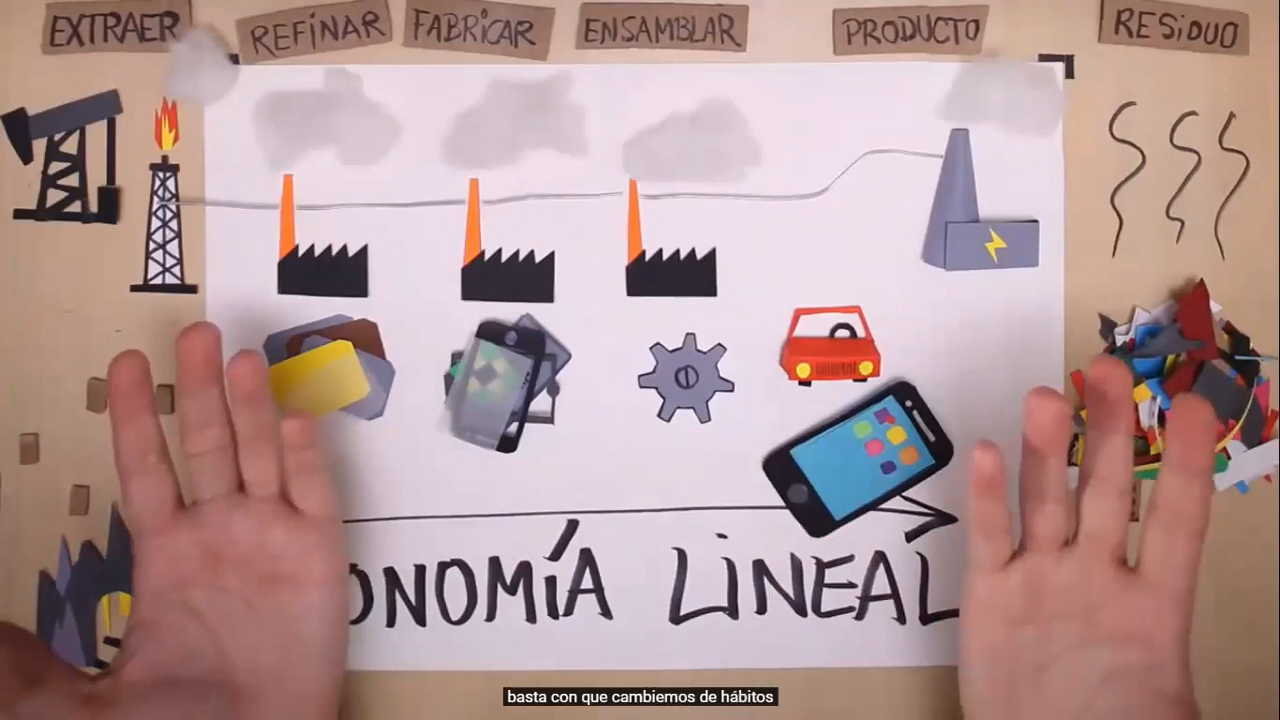 EXTRAER
REFINAR
FABRICAR
ENSAMBLAR
PRODUCTO
RESiDUO
ONOMÍA LiNEAL
basta con que cambiemos de hábitos